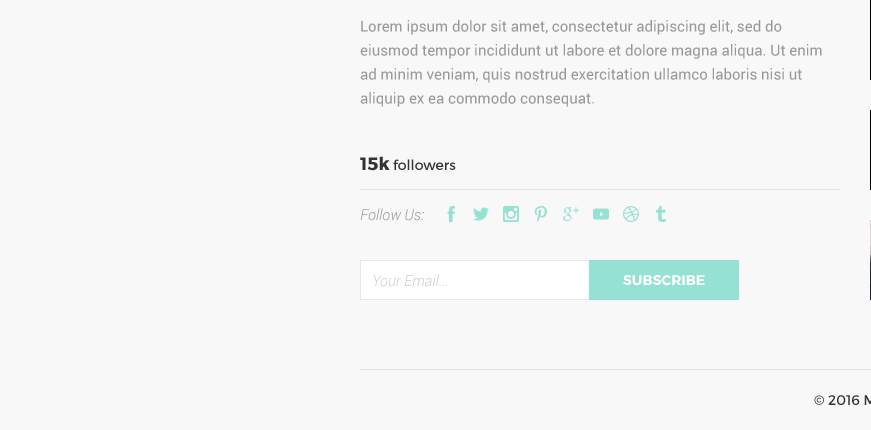 Lorem ipsum dolor sit amet, consectetur adipiscing elit, sed do
eiusmod tempor incididunt ut labore et dolore magna aliqua. Ut enim
ad minim veniam, quis nostrud exercitation ullamco laboris nisi ut
aliquip ex ea commodo consequat.
15k followers
Follow Us:
Your Email...
SUBSCRIBE
© 2016